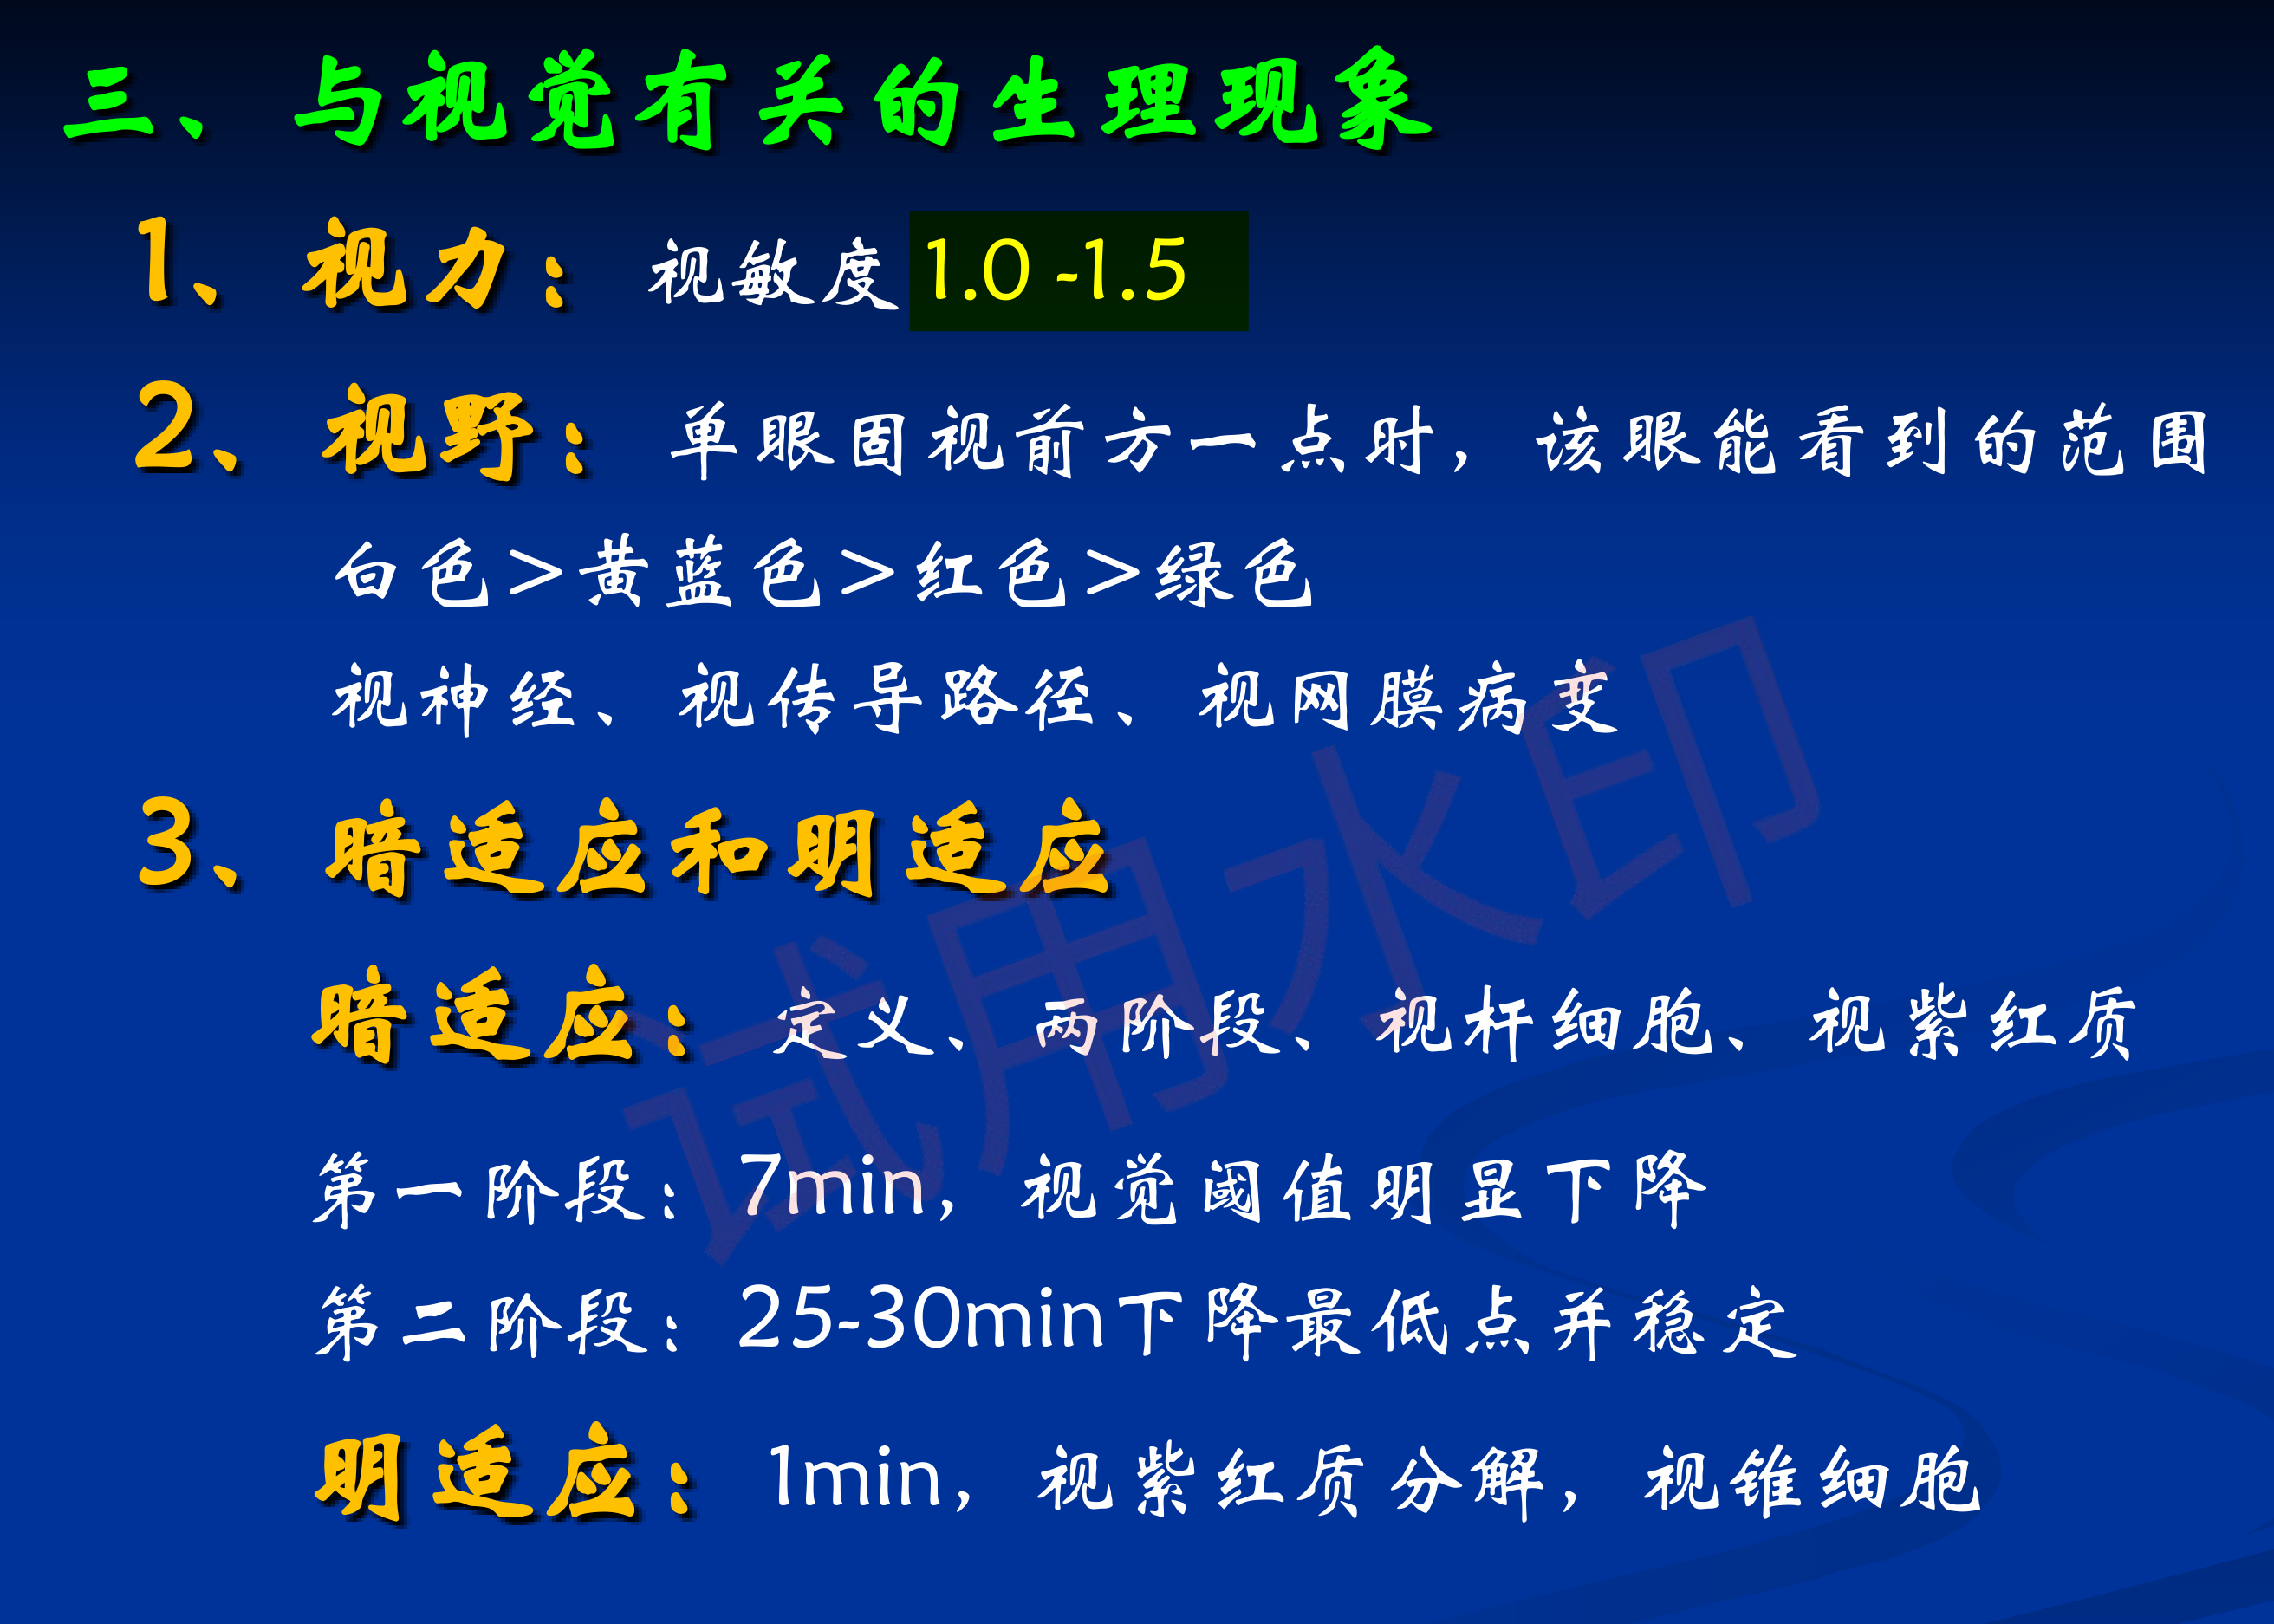 三、与视觉有关的生理现象
1、视力：视敏度 1.0 -1.5
2、视野：单眼固视前方一点时，该眼能看到的范围
白色>黄蓝色>红色>绿色
视神经、视传导路径、视网膜病变
3、暗适应和明适应
暗适应：定义、两阶段、视杆细胞、视紫红质
第一阶段：7min，视觉阈值明显下降
第二阶段：25-30min下降最低点并稳定
明适应：1min，视紫红质分解，视锥细胞
试用水印